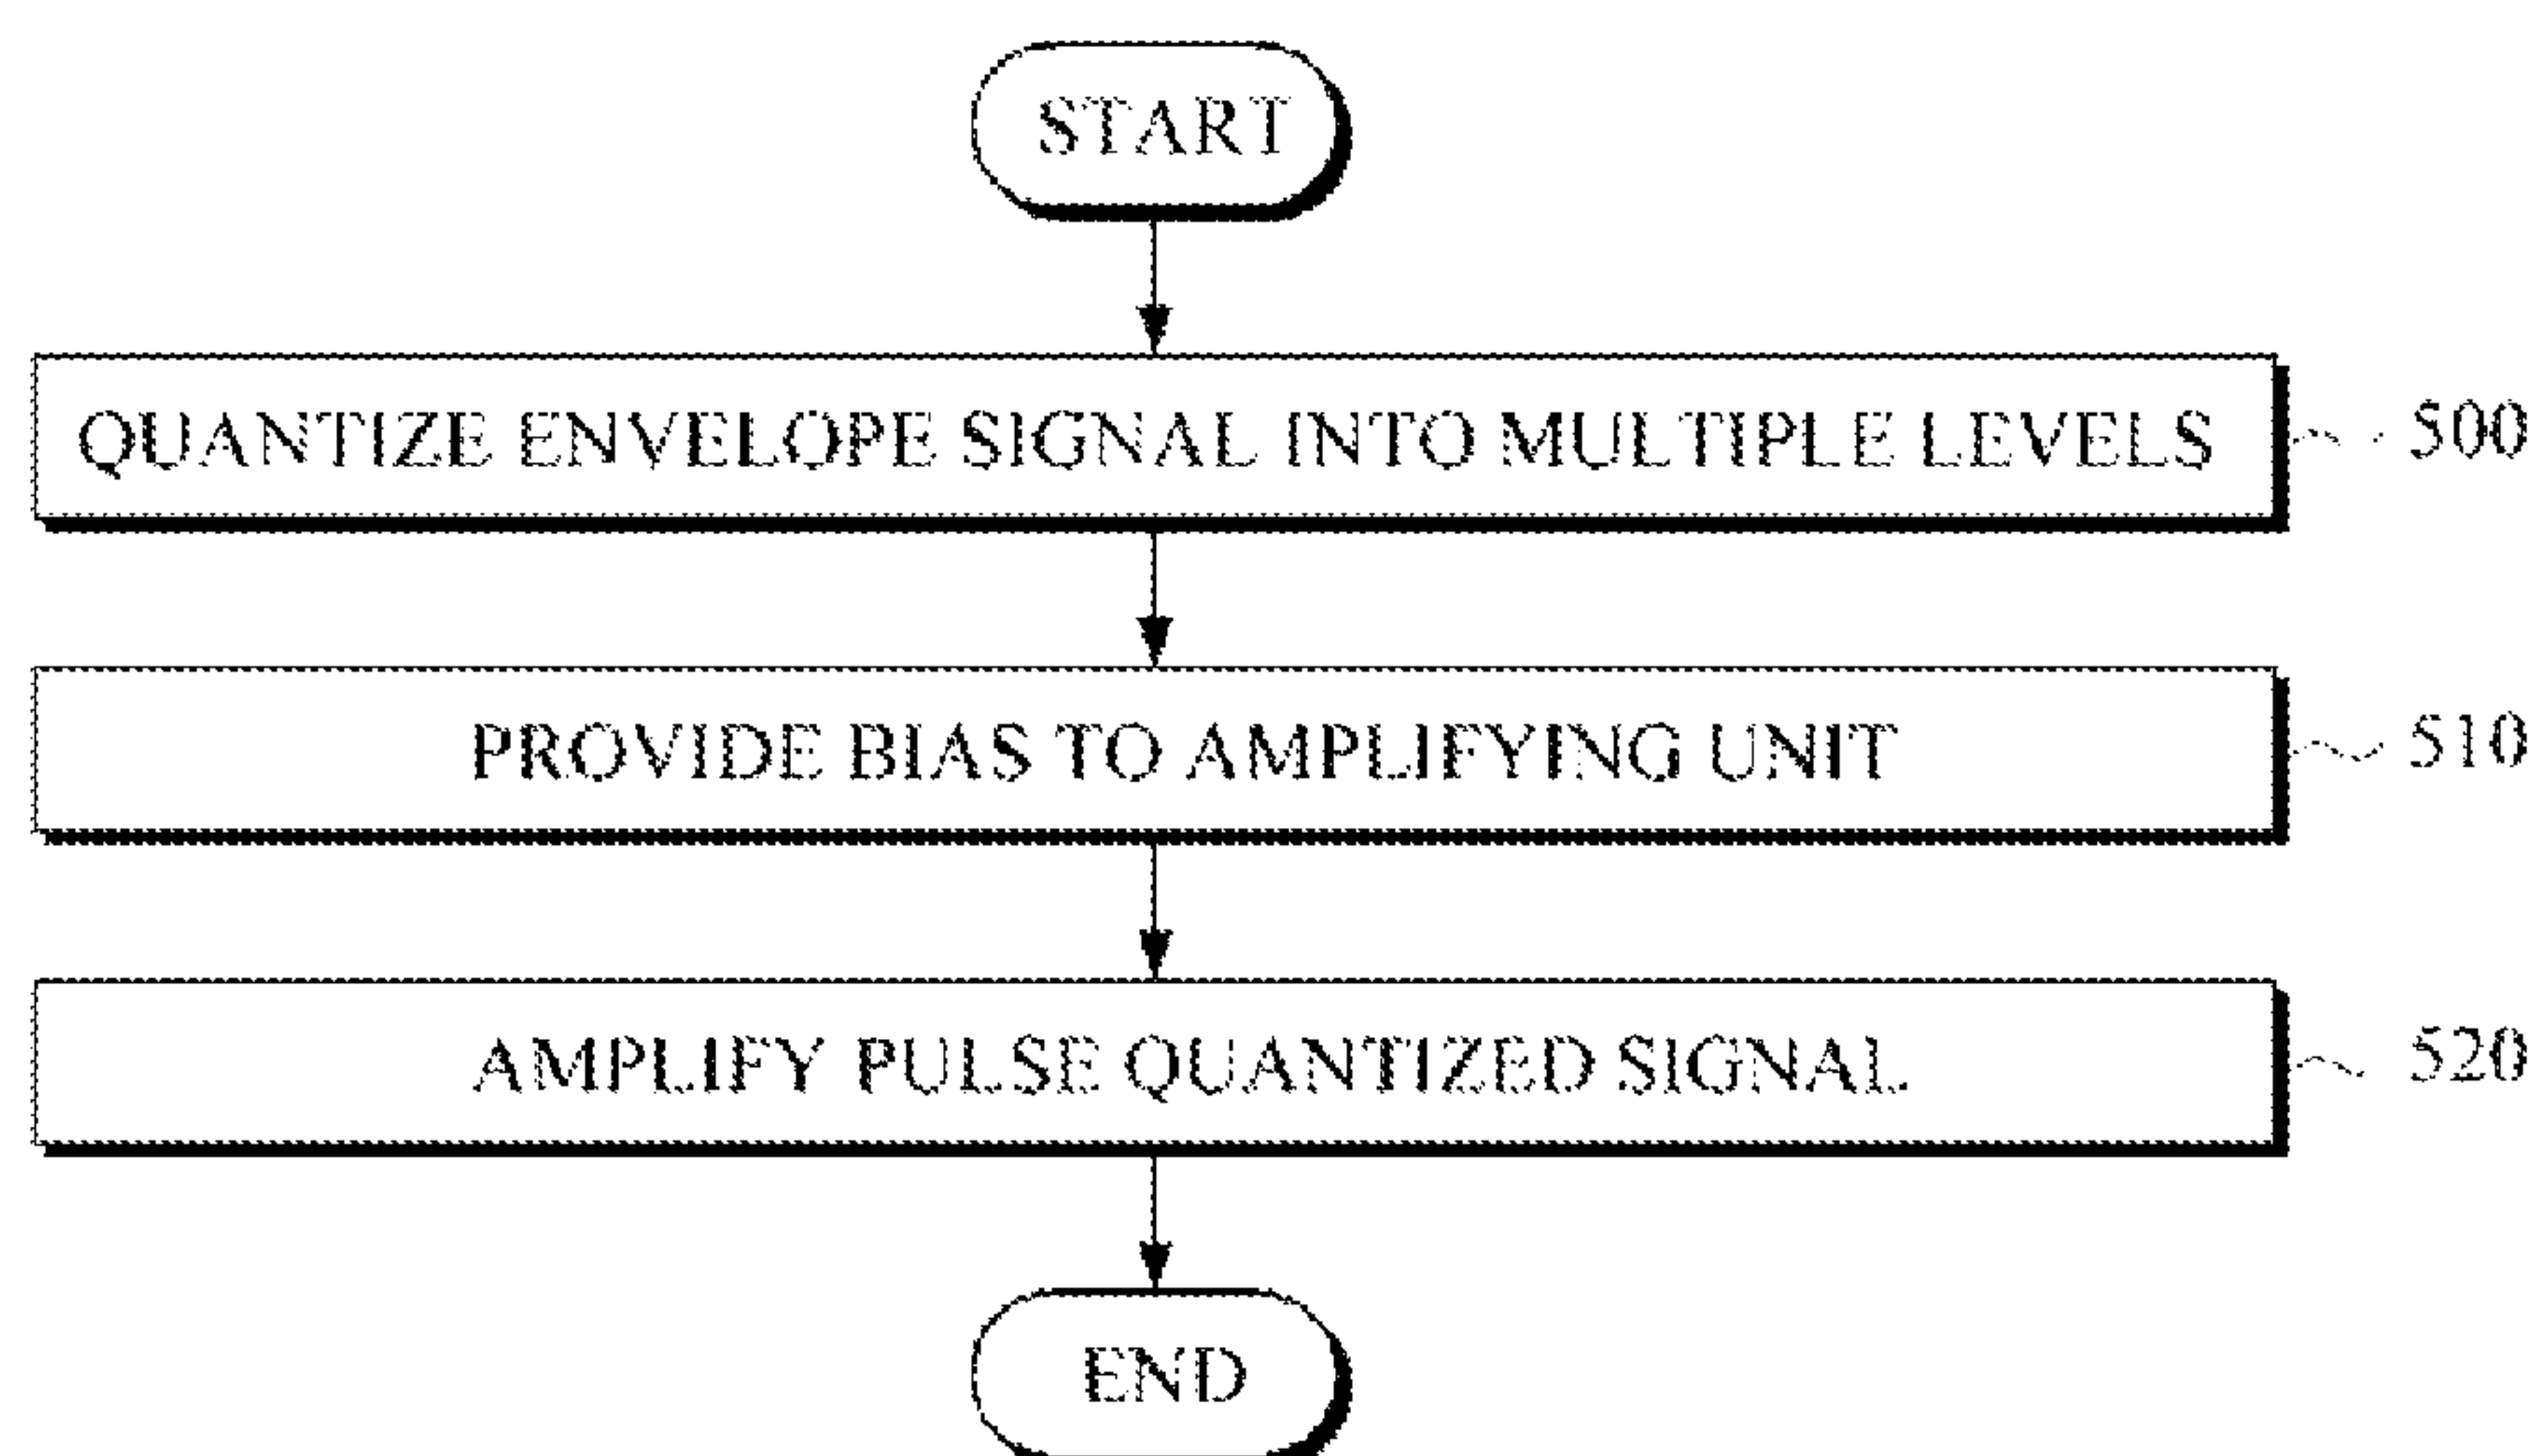 START
QUANTIZE ENVELOPE SIGNAL INTO MULTIPLE LEVELS
500
PROVIDE BIAS TO AMPLIFYING UNIT
510
AMPLIFY PULSE QUANTIZED SIGNAL
520
END